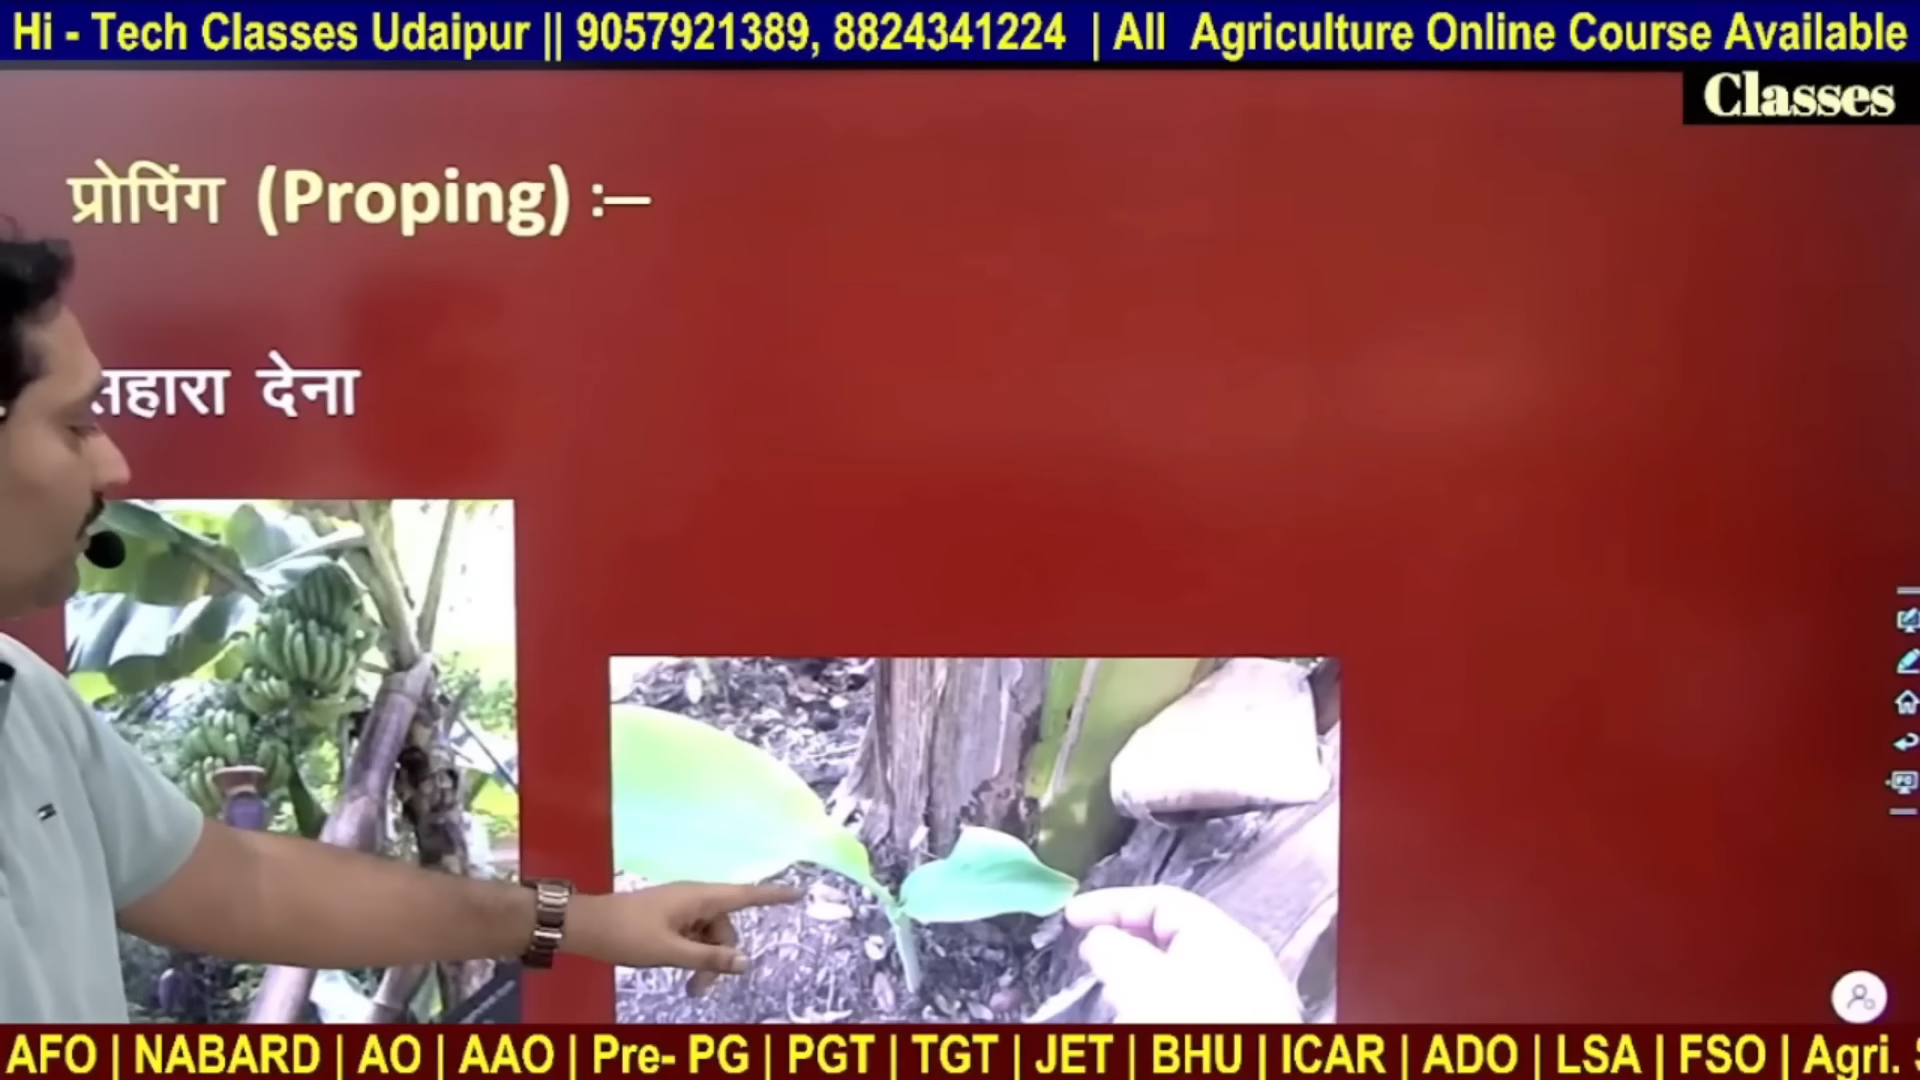 Hi - Tech Classes Udaipur || 9057921389, 8824341224 | All Agriculture Online Course Available
Classes
प्रोपिंग (Proping) :–
सहारा देना
AFO | NABARD | AO | AAO | Pre- PG | PGT | TGT | JET | BHU | ICAR | ADO | LSA | FSO | Agri.